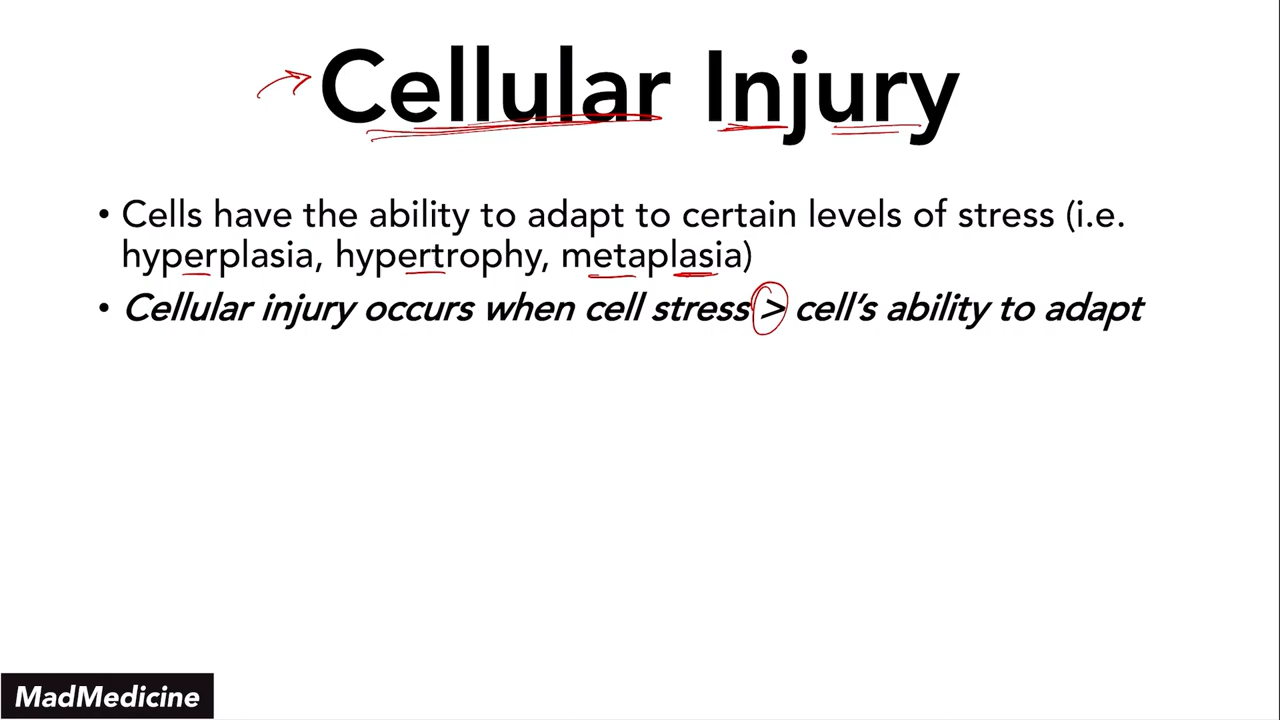 Cellular Injury
• Cells have the ability to adapt to certain levels of stress (i.e.
hyperplasia, hypertrophy, metaplasia)
• Cellular injury occurs when cell stress > cell's ability to adapt
MadMedicine